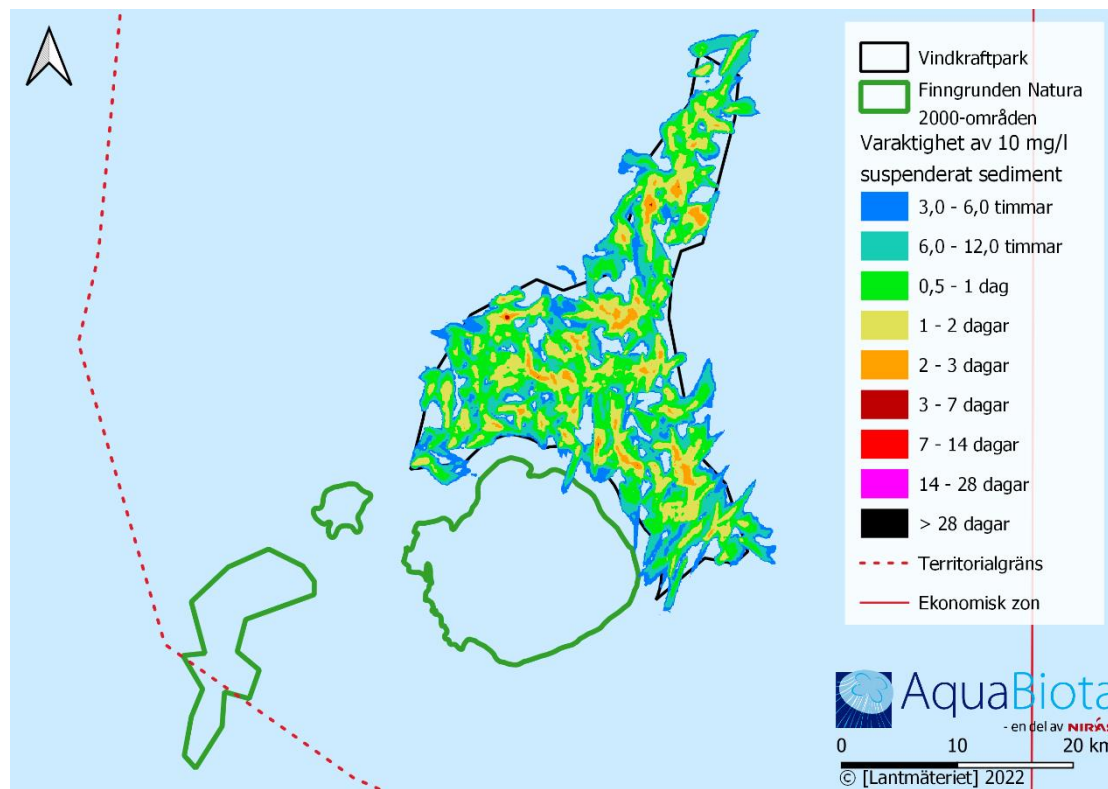 Vindkraftpark
Finngrunden Natura
2000-områden
Varaktighet av 10 mg/l
suspenderat sediment
3,0 - 6,0 timmar
6,0 - 12,0 timmar
0,5 - 1 dag
1 - 2 dagar
2 - 3 dagar
3 - 7 dagar
7 - 14 dagar
14 - 28 dagar
> 28 dagar
Territorialgräns
Ekonomisk zon
AquaBiota
- en del av NIRAS
0 10 20 km
© [Lantmäteriet] 2022